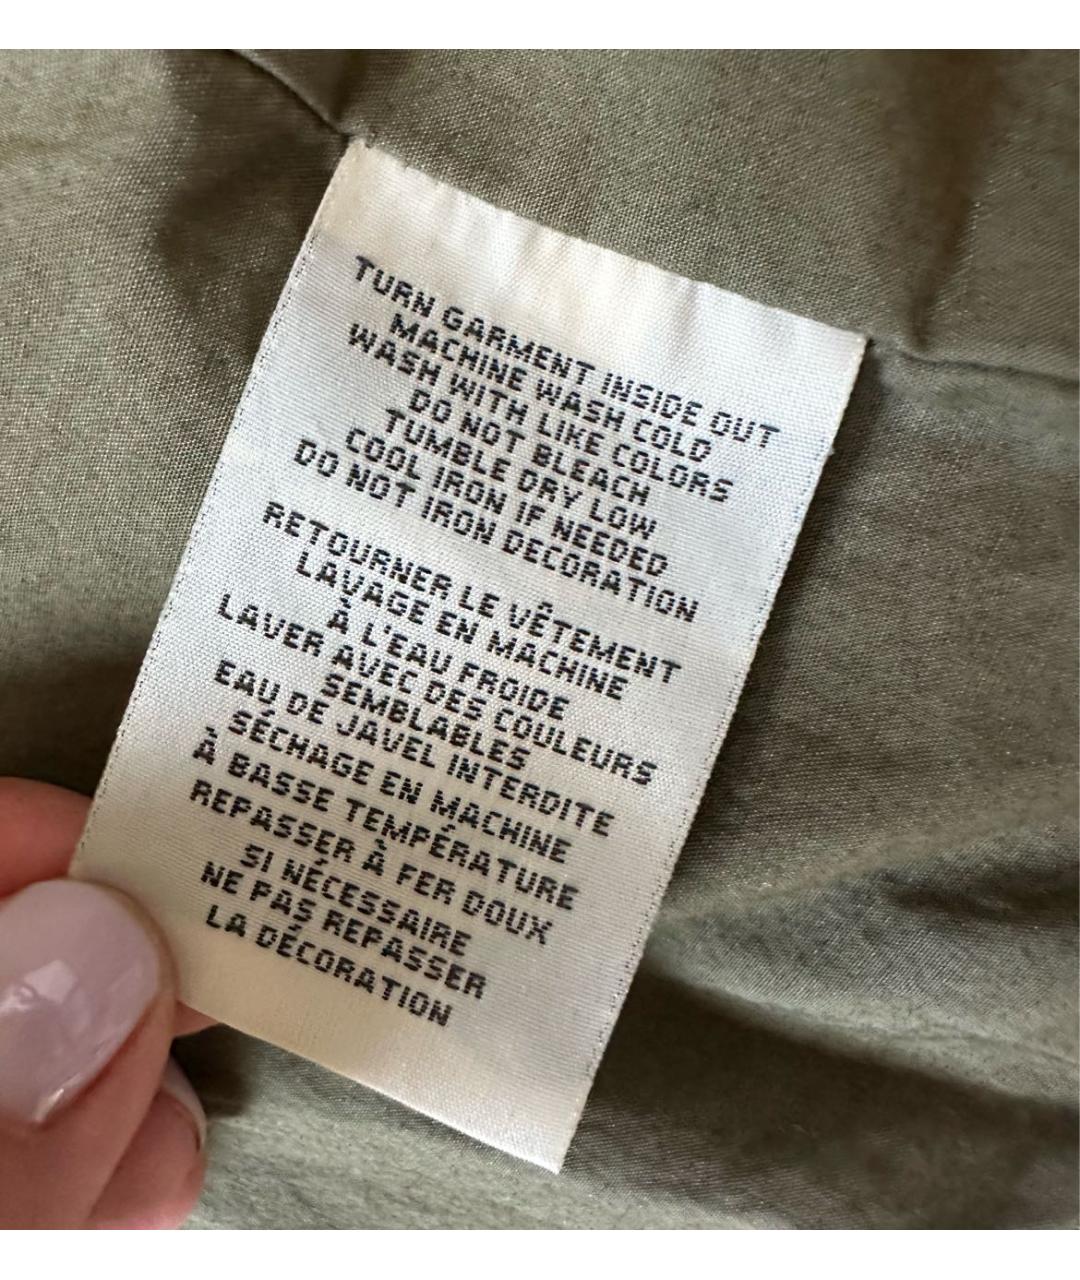 TURN GARMENT INSIDE OUT
MACHINE WASH COLD
WASH WITH LIKE COLORS
DO NOT BLEACH
TUMBLE DRY LOW
COOL IRON IF NEEDED
DO NOT IRON DECORATION
RETOURNER LE VÊTEMENT
LAVAGE EN MACHINE
À L'EAU FROIDE
LAVER AVEC DES COULEURS
SEMBLABLES
EAU DE JAVEL INTERDITE
SÉCHAGE EN MACHINE
À BASSE TEMPÉRATURE
REPASSER À FER DOUX
SI NÉCESSAIRE
NE PAS REPASSER
LA DÉCORATION